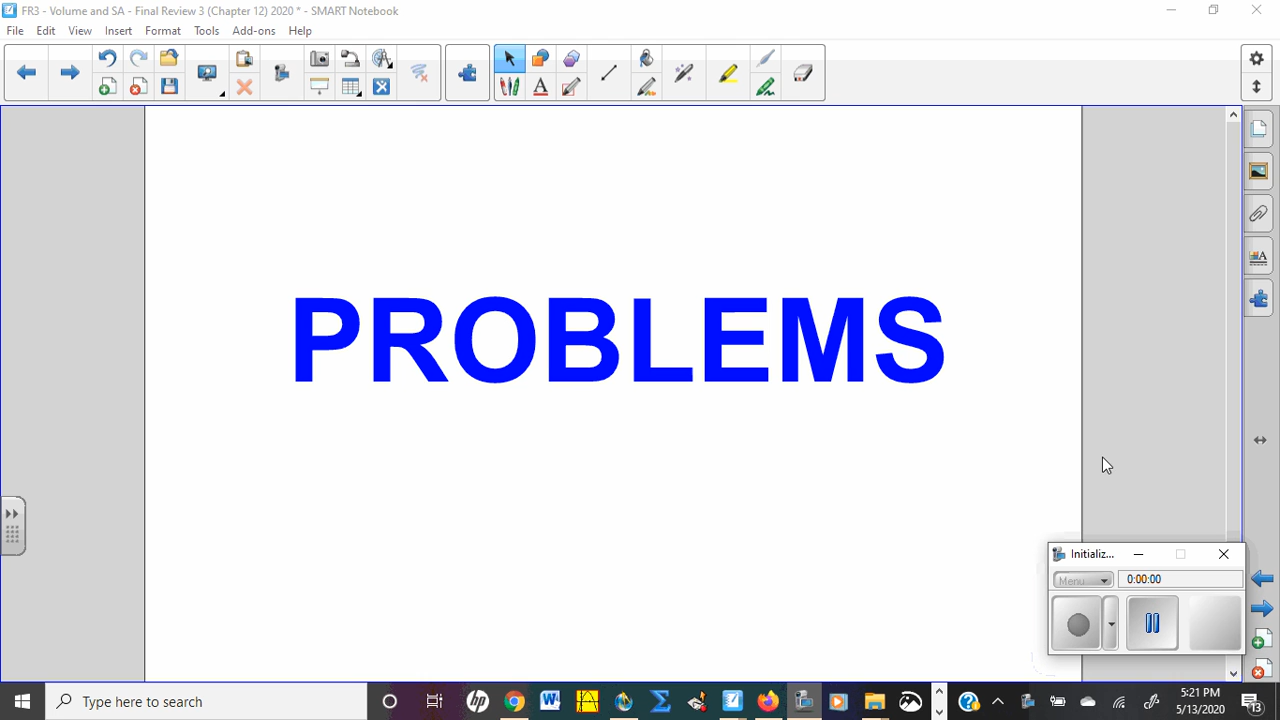 FR3 - Volume and SA - Final Review 3 (Chapter 12) 2020 * - SMART Notebook
File Edit View Insert Format Tools Add-ons Help
PROBLEMS
Initializ...
Menu 0:00:00
Type here to search
5:21 PM
5/13/2020
13